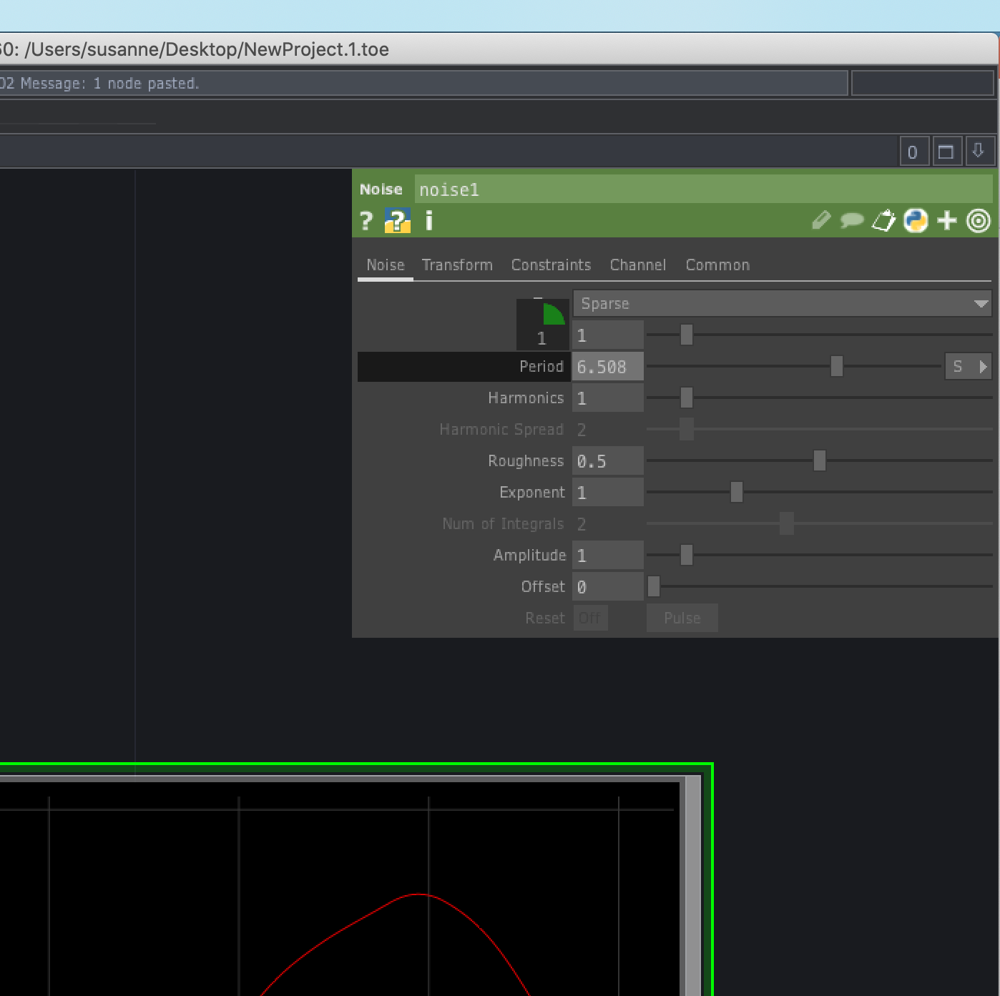 60: /Users/susanne/Desktop/NewProject.1.toe
02 Message: 1 node pasted.
0
Noise noise1
? ? i
Noise Transform Constraints Channel Common
Sparse
1 1
Period 6.508 S
Harmonics 1
Harmonic Spread 2
Roughness 0.5
Exponent 1
Num of Integrals 2
Amplitude 1
Offset 0
Reset Off Pulse